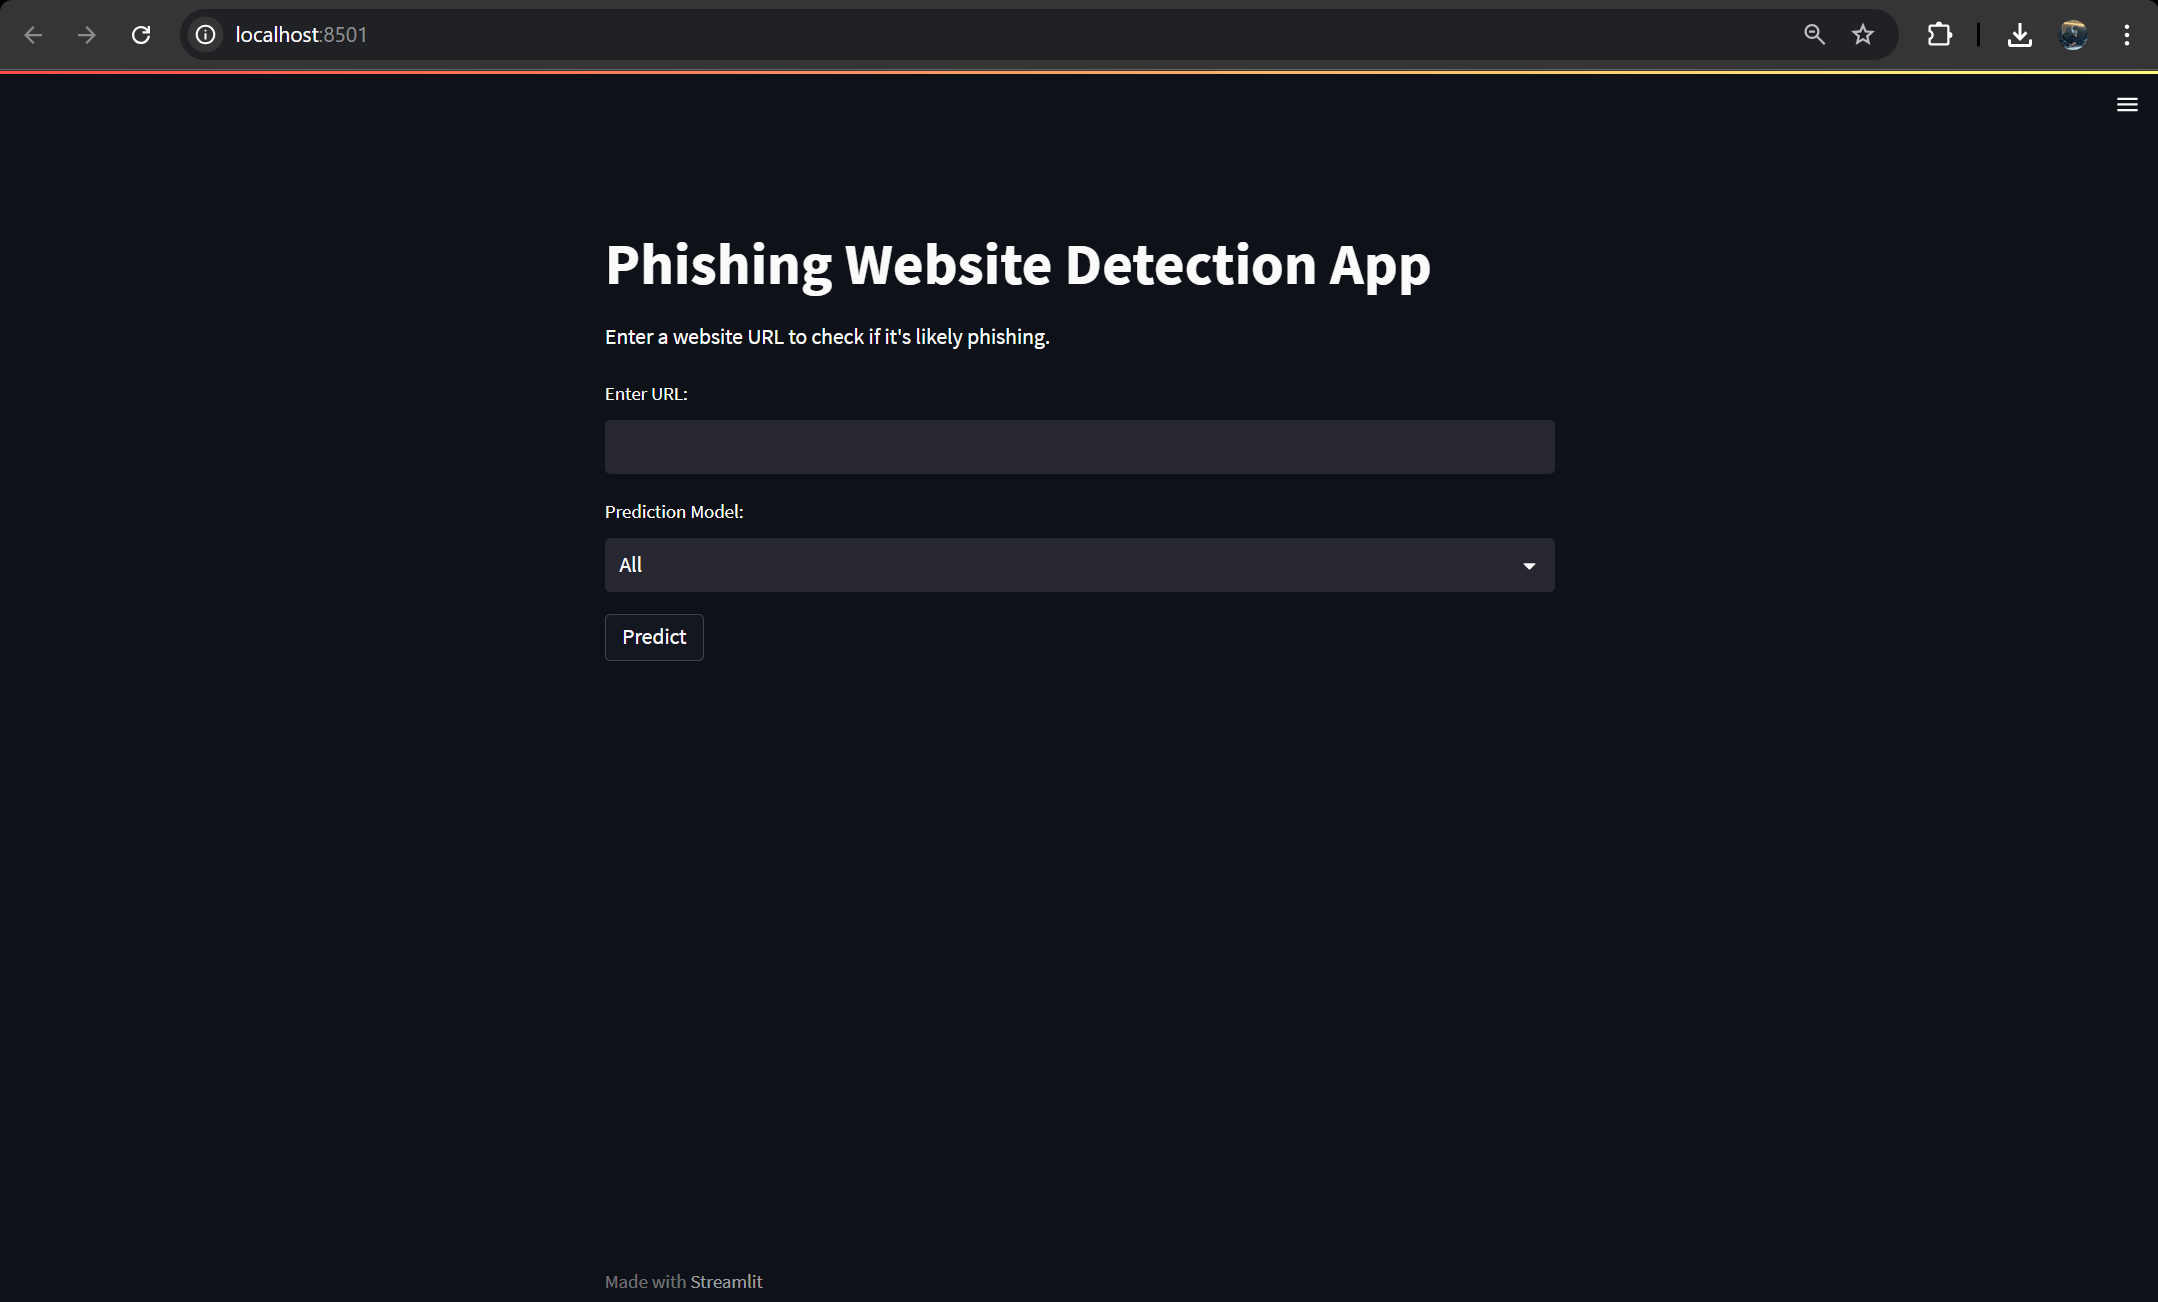 localhost:8501
Phishing Website Detection App
Enter a website URL to check if it's likely phishing.
Enter URL:
Prediction Model:
All
Predict
Made with Streamlit